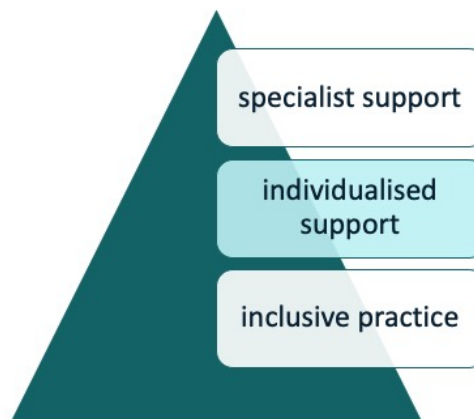 specialist support
individualised
support
inclusive practice